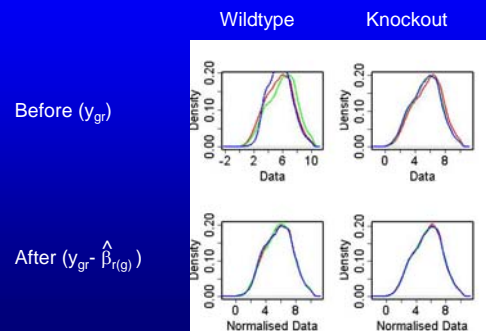 Wildtype Knockout
Before (ygr)
0.00 0.10 0.20
Density
-2 2 6 10
Data
0.00 0.10 0.20
Density
0 4 8
Data
After (ygr- β̂r(g) )
0.00 0.10 0.20
Density
0 4 8
Normalised Data
0.00 0.10 0.20
Density
0 4 8
Normalised Data